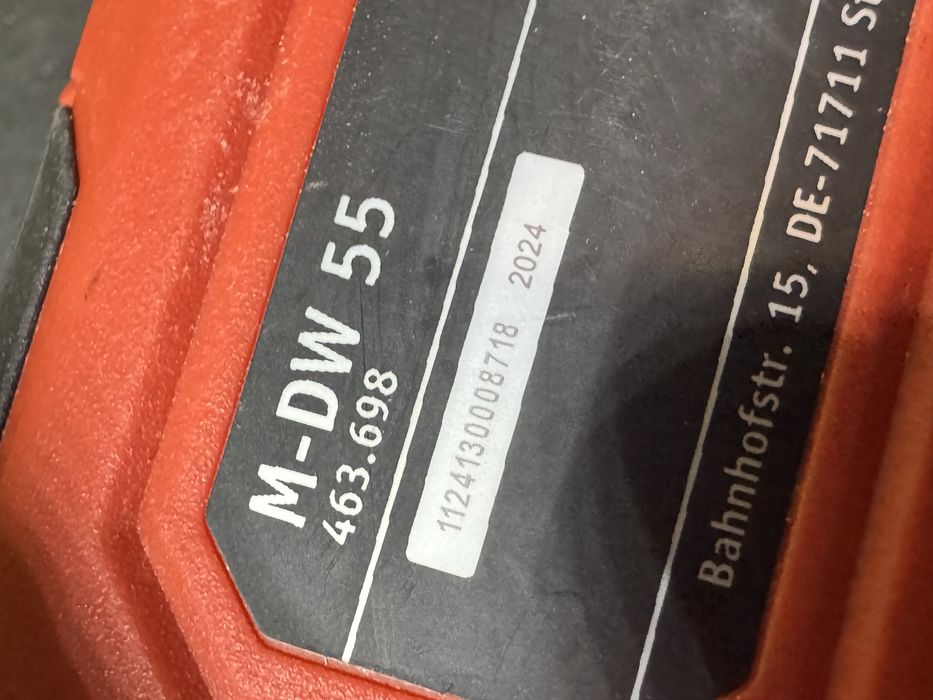 M-DW 55
463.698
1124130008718 2024
Bahnhofstr. 15, DE-71711